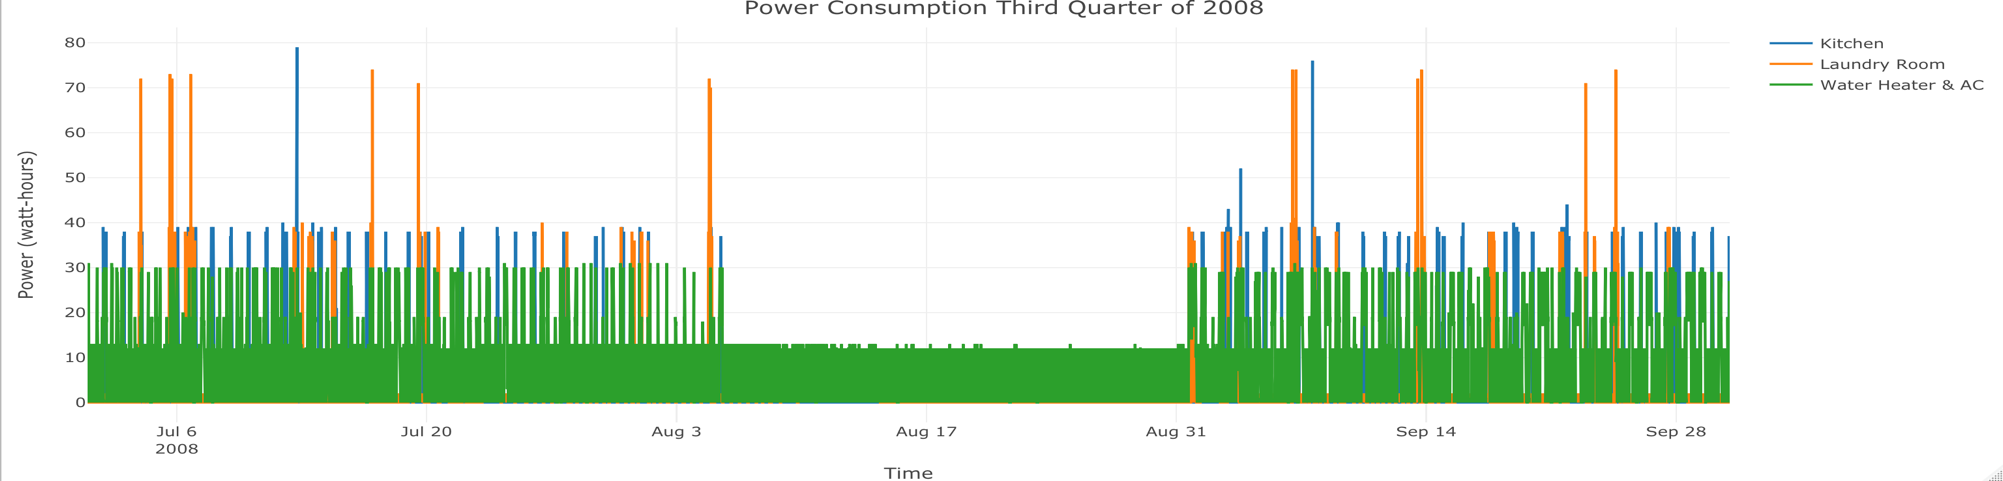 Power Consumption Third Quarter of 2008
Kitchen
Laundry Room
Water Heater & AC
Power (watt-hours)
80
70
60
50
40
30
20
10
0
Jul 6
2008
Jul 20
Aug 3
Aug 17
Aug 31
Sep 14
Sep 28
Time